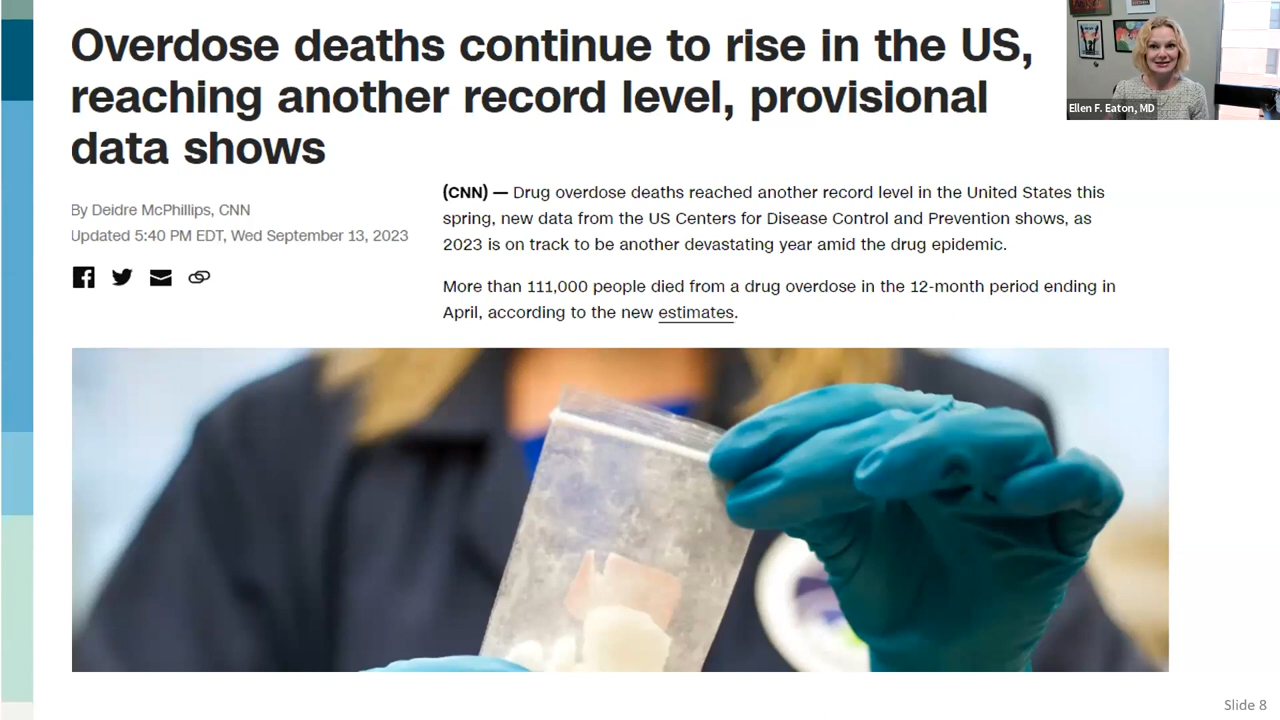 Overdose deaths continue to rise in the US,
reaching another record level, provisional
data shows
Ellen F. Eaton, MD
By Deidre McPhillips, CNN
Updated 5:40 PM EDT, Wed September 13, 2023
(CNN) — Drug overdose deaths reached another record level in the United States this
spring, new data from the US Centers for Disease Control and Prevention shows, as
2023 is on track to be another devastating year amid the drug epidemic.
More than 111,000 people died from a drug overdose in the 12-month period ending in
April, according to the new estimates.
Slide 8